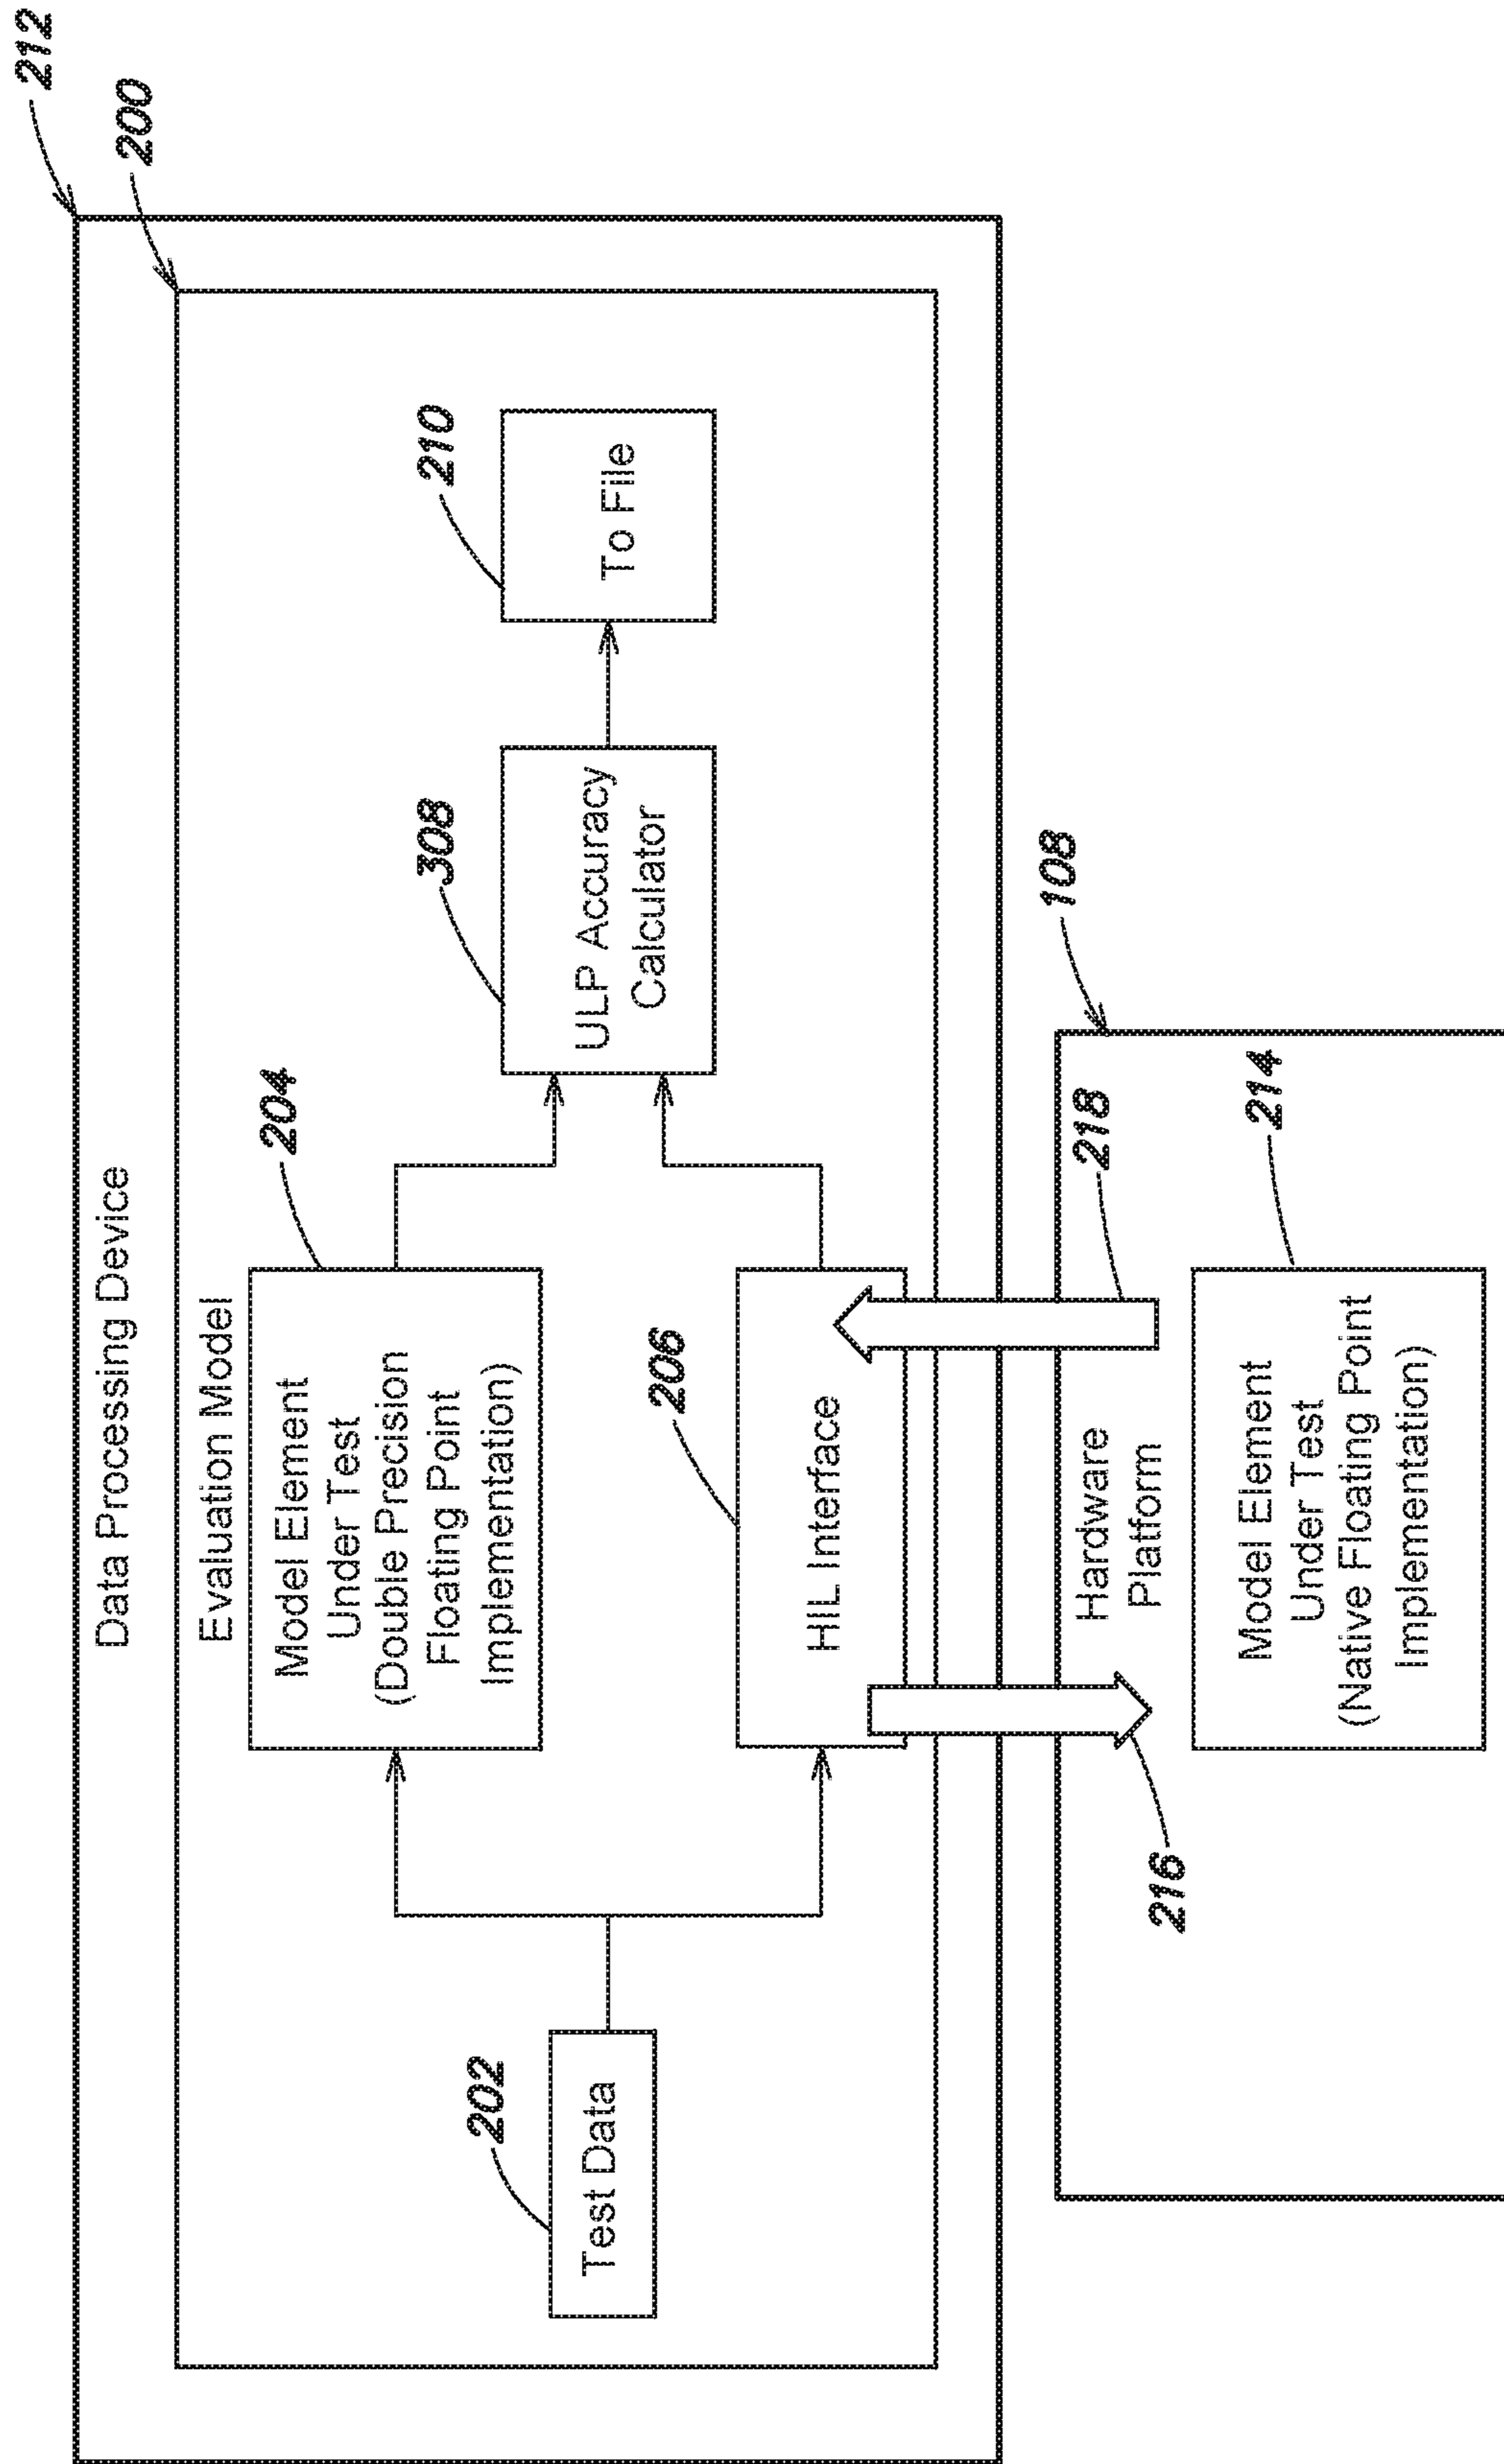 212
Data Processing Device
200
Evaluation Model
204
Model Element
Under Test
(Double Precision
Floating Point
Implementation)
202
Test Data
206
HIL Interface
308
ULP Accuracy
Calculator
210
To File
108
Hardware
Platform
218
216
214
Model Element
Under Test
(Native Floating Point
Implementation)